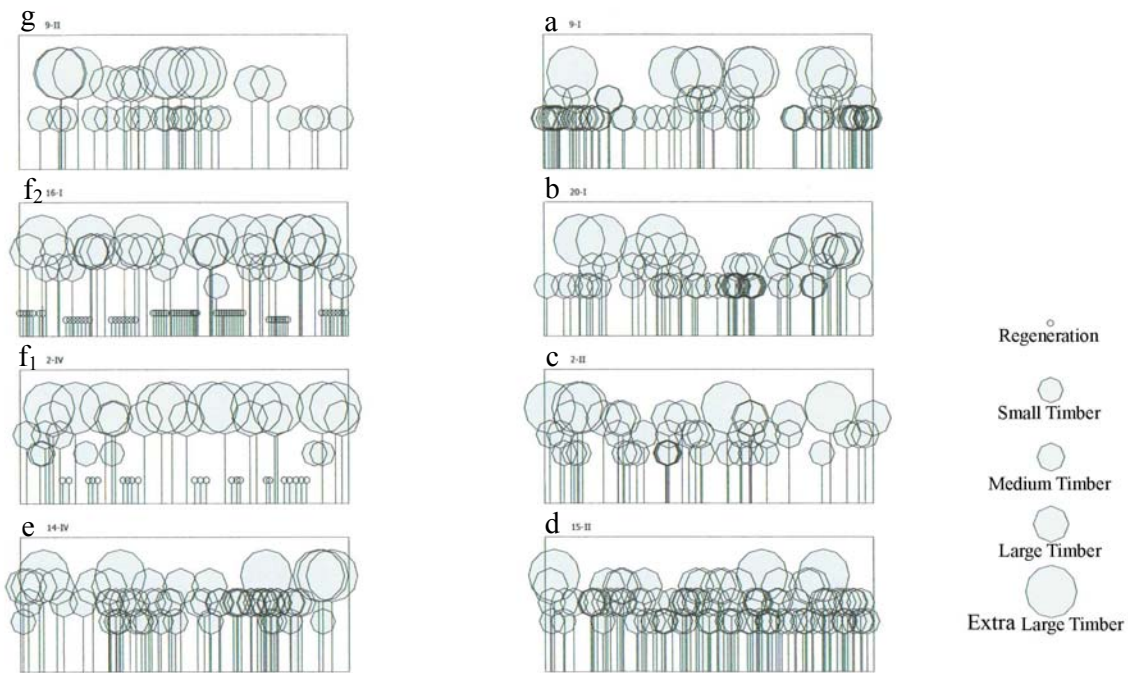 g 9-II
a 9-I
f2 16-I
b 20-I
f1 2-IV
c 2-II
e 14-IV
d 15-II
Regeneration
Small Timber
Medium Timber
Large Timber
Extra Large Timber